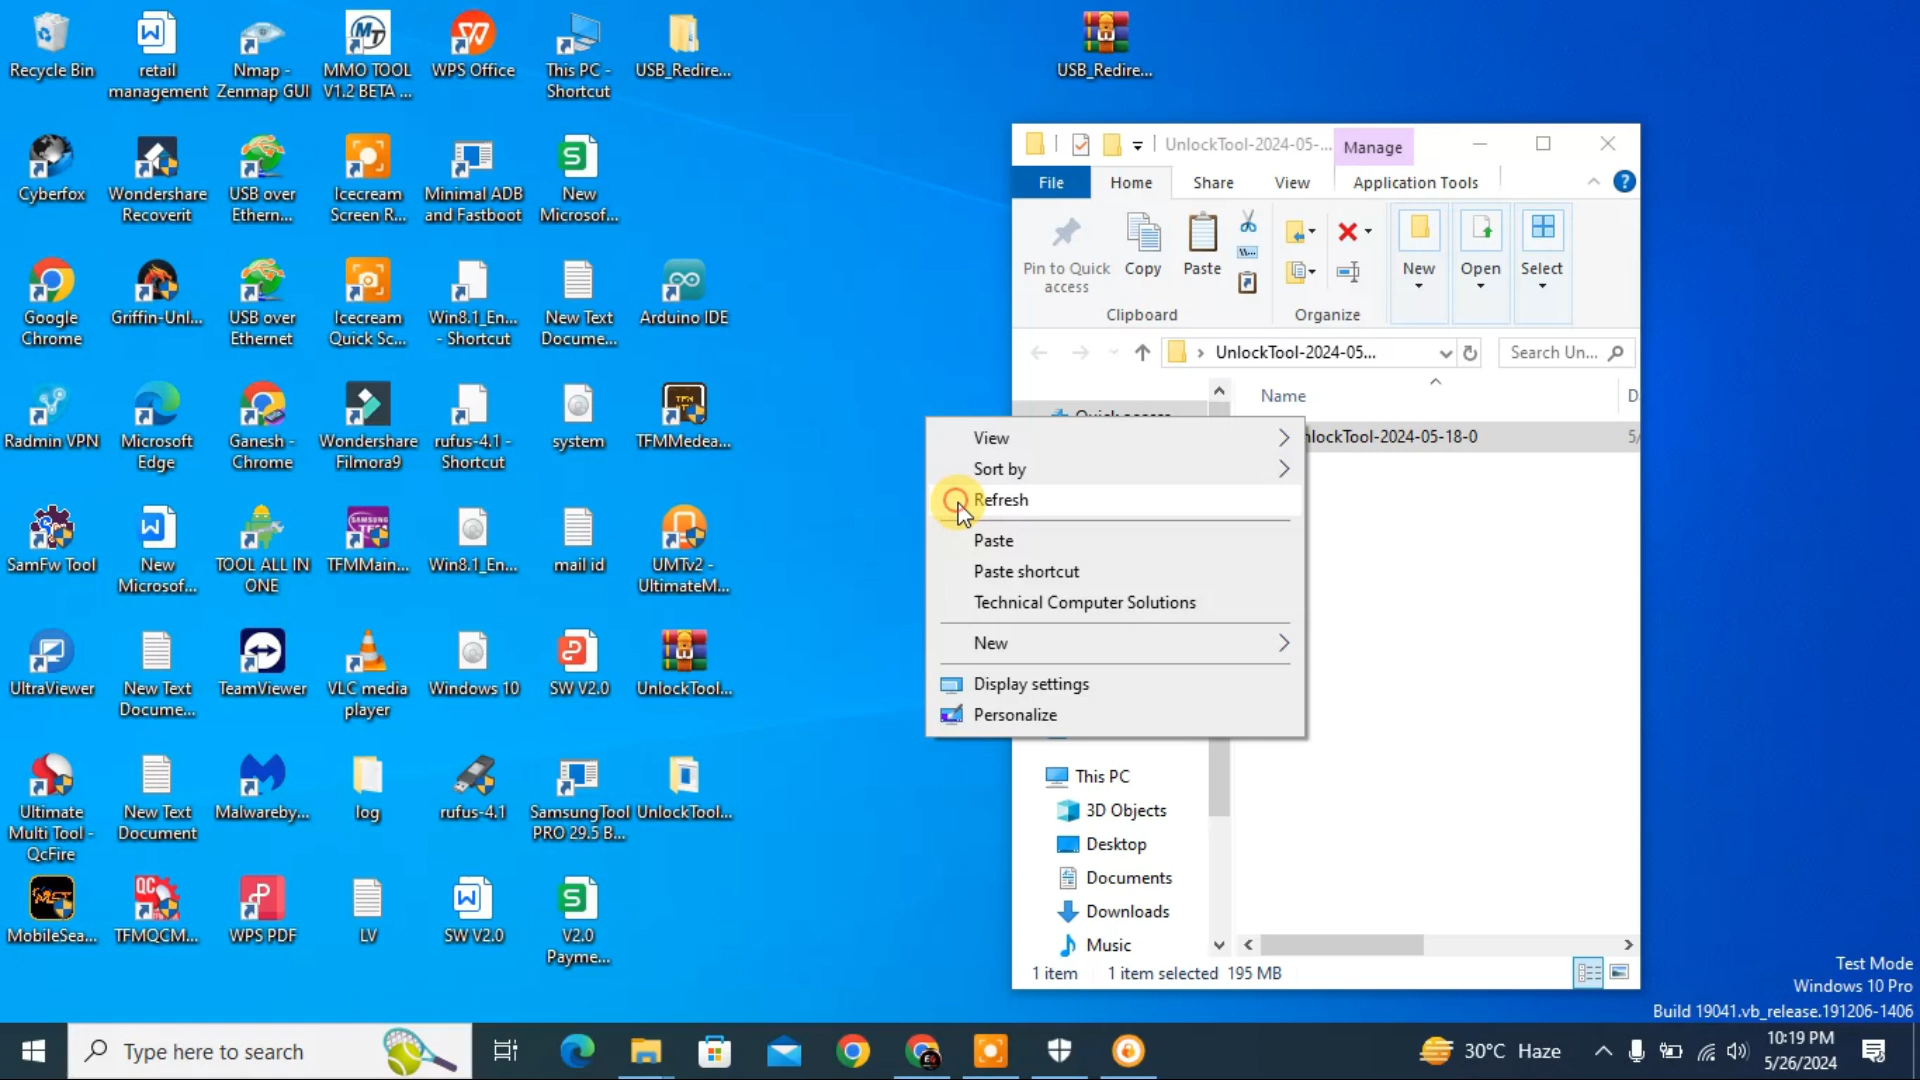 Recycle Bin
retail
management
Nmap -
Zenmap GUI
MMO TOOL
V1.2 BETA ...
WPS Office
This PC -
Shortcut
USB_Redire...
USB_Redire...
Cyberfox
Wondershare
Recoverit
USB over
Ethern...
Icecream
Screen R...
Minimal ADB
and Fastboot
New
Microsof...
Google
Chrome
Griffin-Unl...
USB over
Ethernet
Icecream
Quick Sc...
Win8.1_En...
- Shortcut
New Text
Docume...
Arduino IDE
Radmin VPN
Microsoft
Edge
Ganesh -
Chrome
Wondershare
Filmora9
rufus-4.1 -
Shortcut
system
TFMMedea...
SamFw Tool
New
Microsof...
TOOL ALL IN
ONE
TFMMain...
Win8.1_En...
mail id
UMTv2 -
UltimateM...
UltraViewer
New Text
Docume...
TeamViewer
VLC media
player
Windows 10
SW V2.0
UnlockTool...
Ultimate
Multi Tool -
QcFire
New Text
Document
Malwareby...
log
rufus-4.1
SamsungTool
PRO 29.5 B...
UnlockTool...
MobileSea...
TFMQCM...
WPS PDF
LV
SW V2.0
V2.0
Payme...
UnlockTool-2024-05-...
Manage
File
Home
Share
View
Application Tools
Pin to Quick
access
Copy
Paste
New
Open
Select
Clipboard
Organize
UnlockTool-2024-05...
Search Un...
Name
D
nlockTool-2024-05-18-0
5/
View
Sort by
Refresh
Paste
Paste shortcut
Technical Computer Solutions
New
Display settings
Personalize
This PC
3D Objects
Desktop
Documents
Downloads
Music
1 item
1 item selected 195 MB
Test Mode
Windows 10 Pro
Build 19041.vb_release.191206-1406
Type here to search
30°C Haze
10:19 PM
5/26/2024